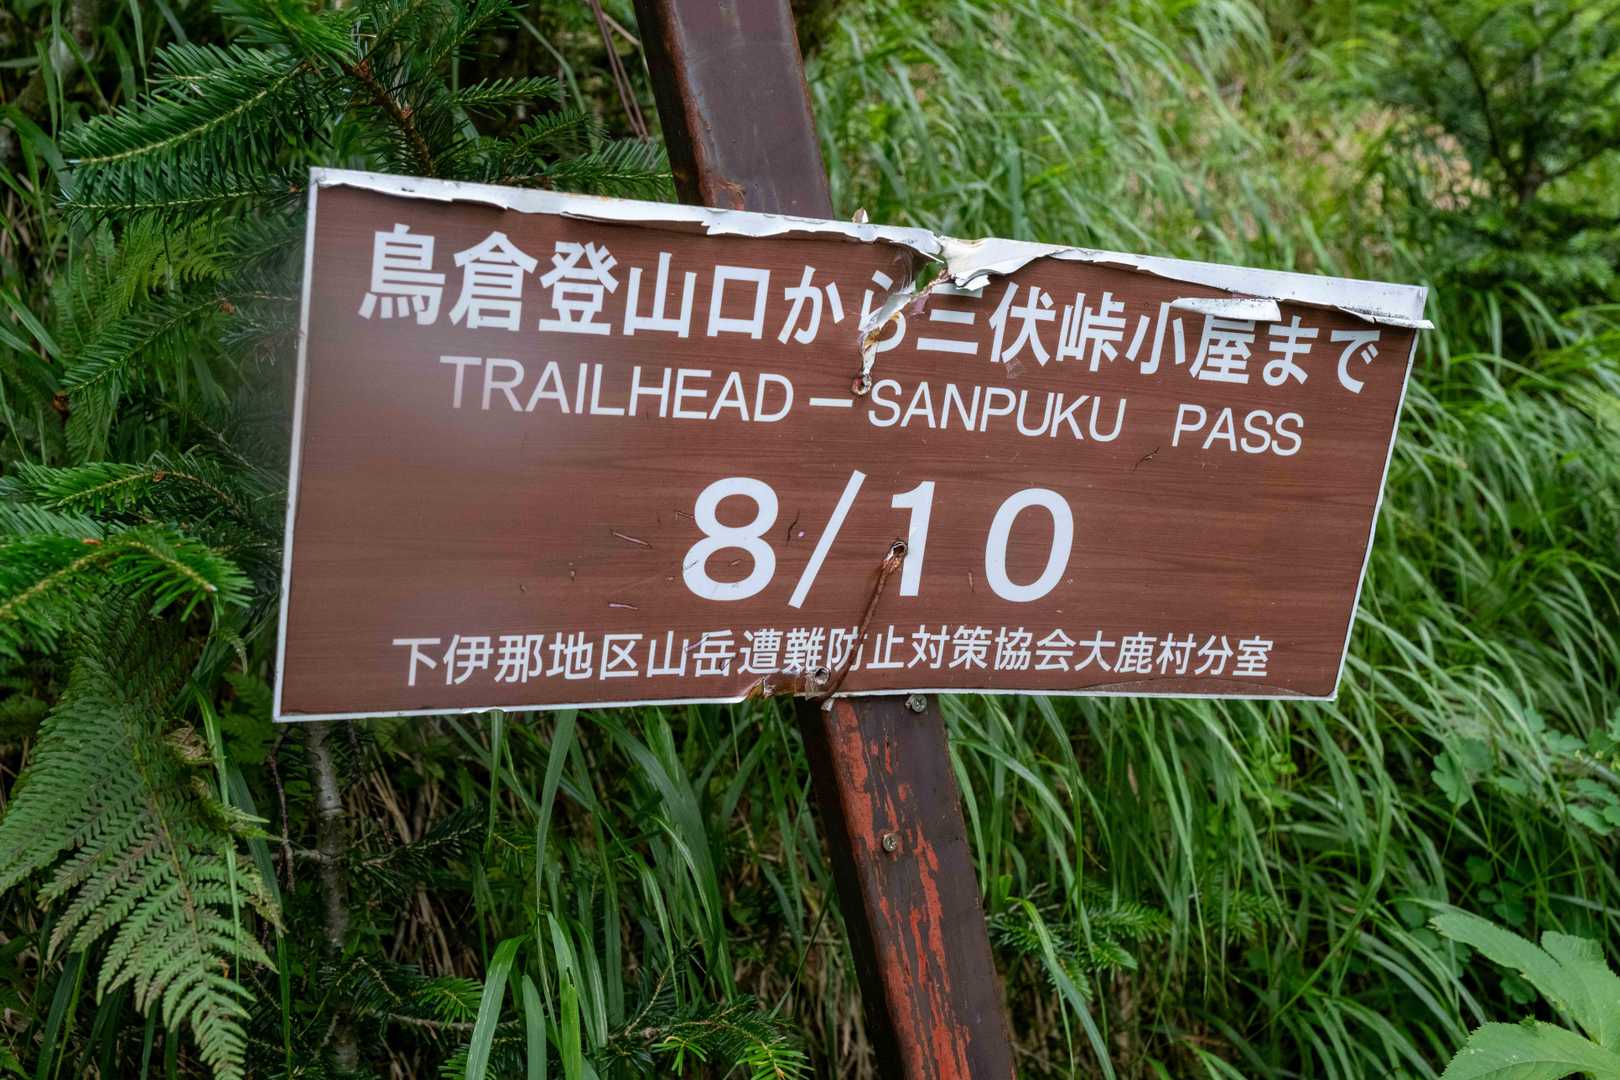 鳥倉登山口から三伏峠小屋まで
TRAILHEAD－SANPUKU PASS
8/10
下伊那地区山岳遭難防止対策協会大鹿村分室